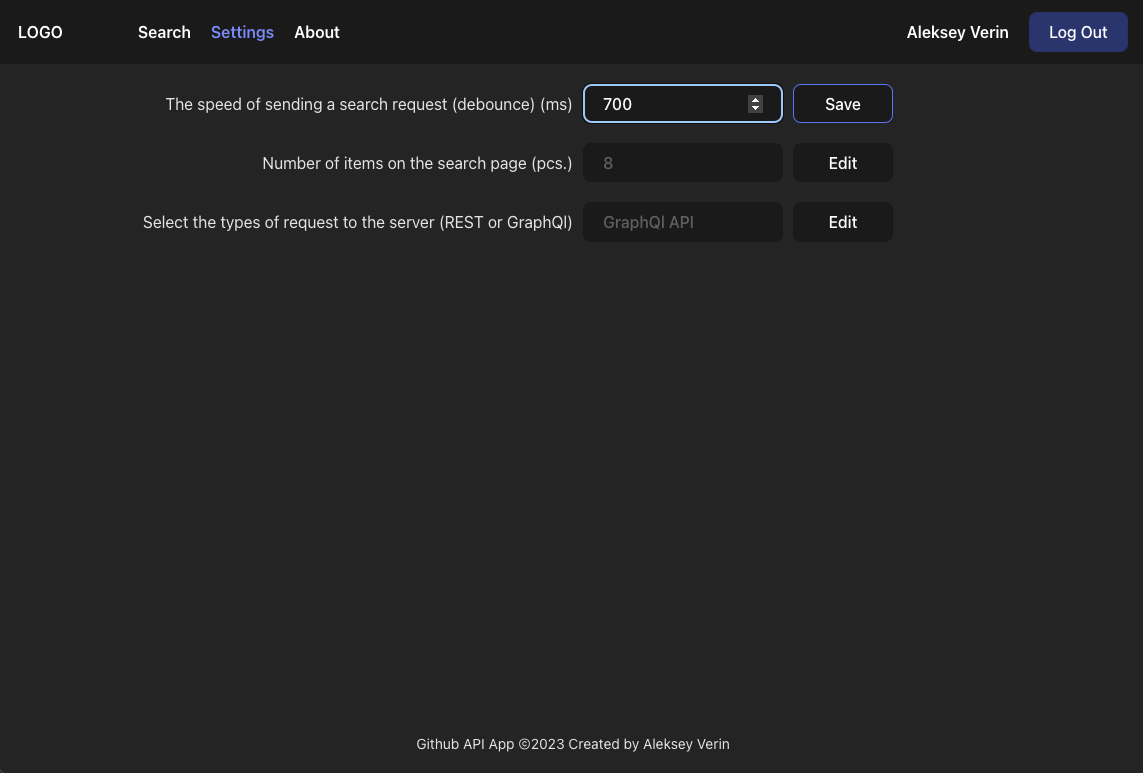 LOGO Search Settings About Aleksey Verin Log Out
The speed of sending a search request (debounce) (ms) 700 Save
Number of items on the search page (pcs.) 8 Edit
Select the types of request to the server (REST or GraphQl) GraphQl API Edit
Github API App ©2023 Created by Aleksey Verin